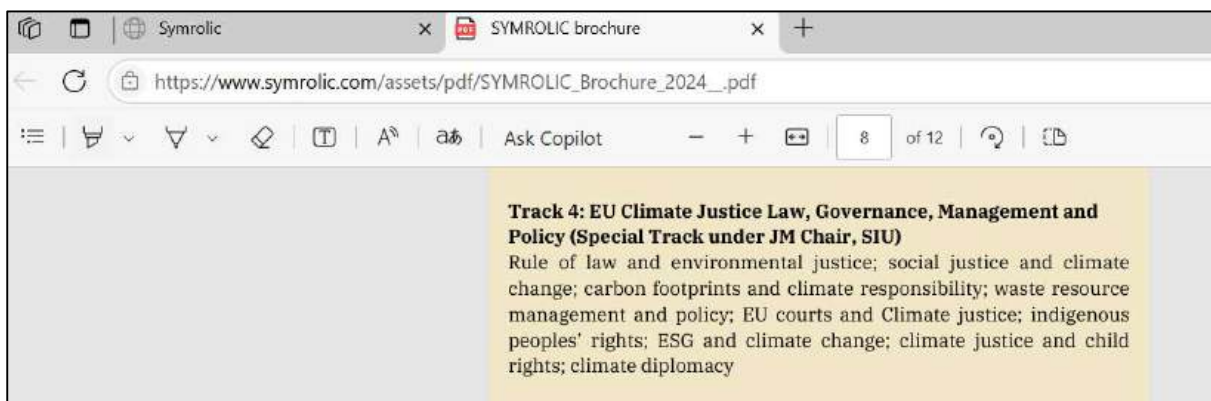 Symrolic
SYMROLIC brochure
https://www.symrolic.com/assets/pdf/SYMROLIC_Brochure_2024__.pdf
Ask Copilot
8 of 12
Track 4: EU Climate Justice Law, Governance, Management and
Policy (Special Track under JM Chair, SIU)
Rule of law and environmental justice; social justice and climate
change; carbon footprints and climate responsibility; waste resource
management and policy; EU courts and Climate justice; indigenous
peoples' rights; ESG and climate change; climate justice and child
rights; climate diplomacy